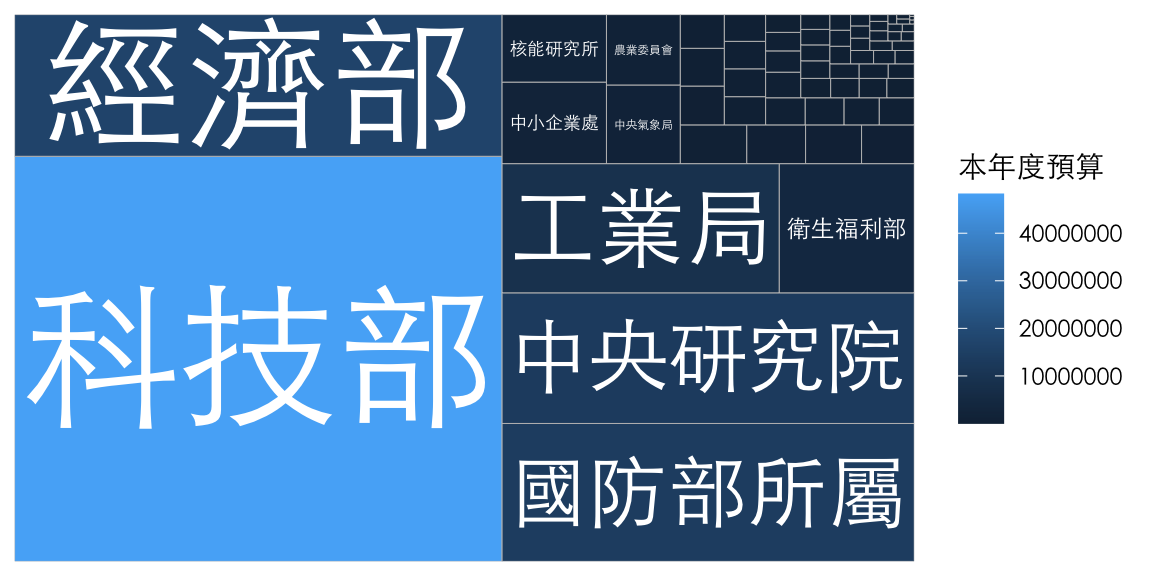 經濟部
科技部
核能研究所
農業委員會
中小企業處
中央氣象局
工業局
衛生福利部
中央研究院
國防部所屬
本年度預算
40000000
30000000
20000000
10000000